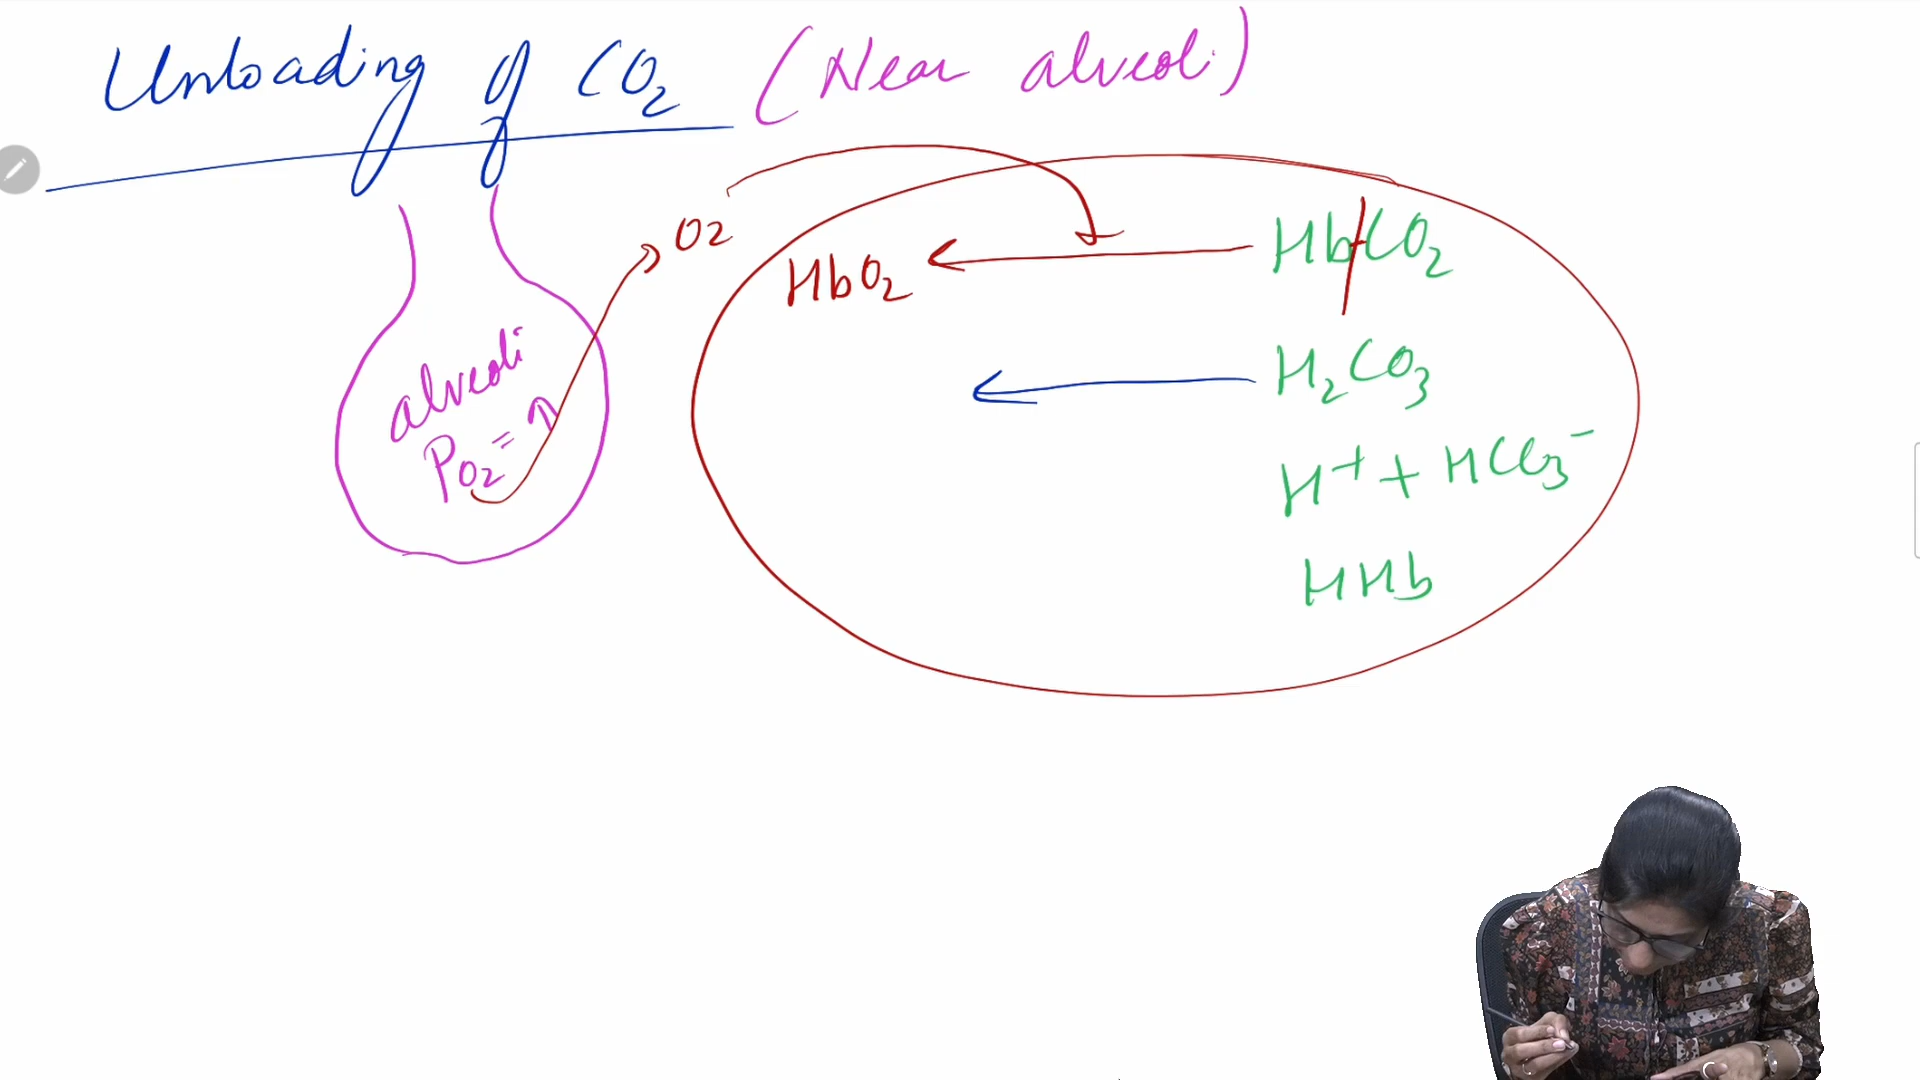 Unloading of CO2 (Near alveoli)
O2
HbO2
HbCO2
alveoli
PO2 = ↑
H2CO3
H+ + HCO3-
HHb